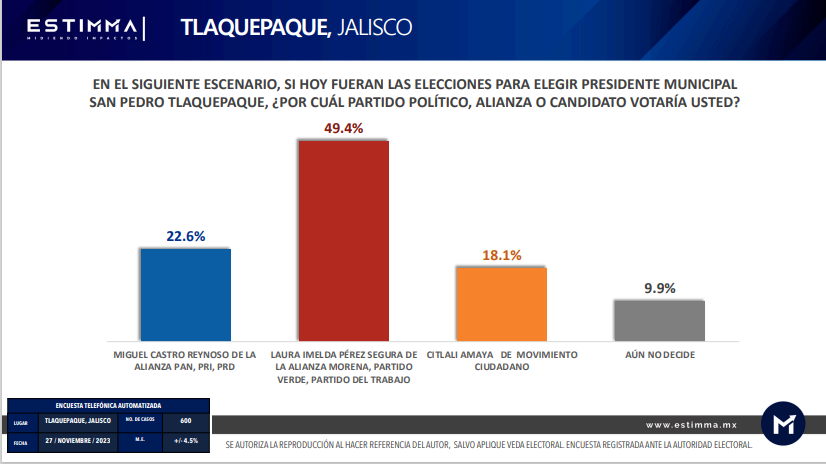 ESTIMMA
MIDIENDO IMPACTOS
TLAQUEPAQUE, JALISCO
EN EL SIGUIENTE ESCENARIO, SI HOY FUERAN LAS ELECCIONES PARA ELEGIR PRESIDENTE MUNICIPAL
SAN PEDRO TLAQUEPAQUE, ¿POR CUÁL PARTIDO POLÍTICO, ALIANZA O CANDIDATO VOTARÍA USTED?
22.6%
49.4%
18.1%
9.9%
MIGUEL CASTRO REYNOSO DE LA
ALIANZA PAN, PRI, PRD
LAURA IMELDA PÉREZ SEGURA DE
LA ALIANZA MORENA, PARTIDO
VERDE, PARTIDO DEL TRABAJO
CITLALI AMAYA DE MOVIMIENTO
CIUDADANO
AÚN NO DECIDE
ENCUESTA TELEFÓNICA AUTOMATIZADA
LUGAR TLAQUEPAQUE, JALISCO NO. DE CASOS 600
FECHA 27 / NOVIEMBRE / 2023 M.E. +/- 4.5%
www.estimma.mx
SE AUTORIZA LA REPRODUCCIÓN AL HACER REFERENCIA DEL AUTOR, SALVO APLIQUE VEDA ELECTORAL. ENCUESTA REGISTRADA ANTE LA AUTORIDAD ELECTORAL.